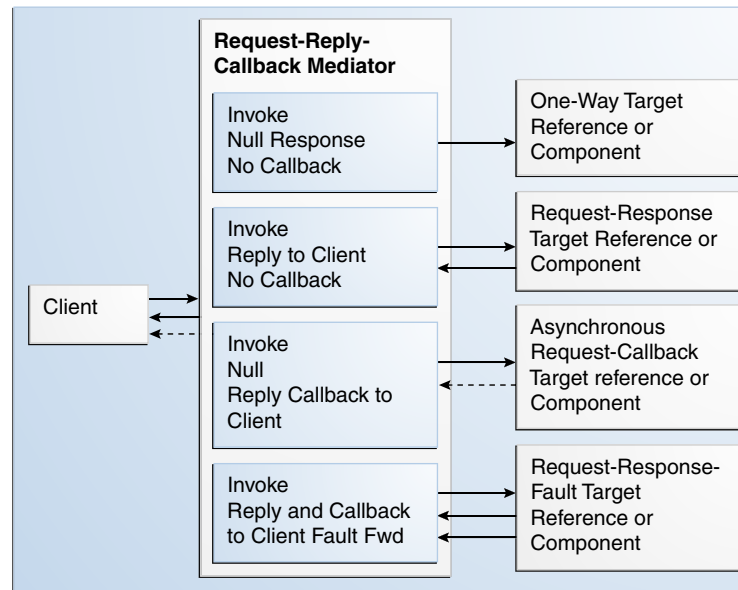 Request-Reply-
Callback Mediator
Invoke
Null Response
No Callback
One-Way Target
Reference or
Component
Invoke
Reply to Client
No Callback
Request-Response
Target Reference or
Component
Client
Invoke
Null
Reply Callback to
Client
Asynchronous
Request-Callback
Target reference or
Component
Invoke
Reply and Callback
to Client Fault Fwd
Request-Response-
Fault Target
Reference or
Component